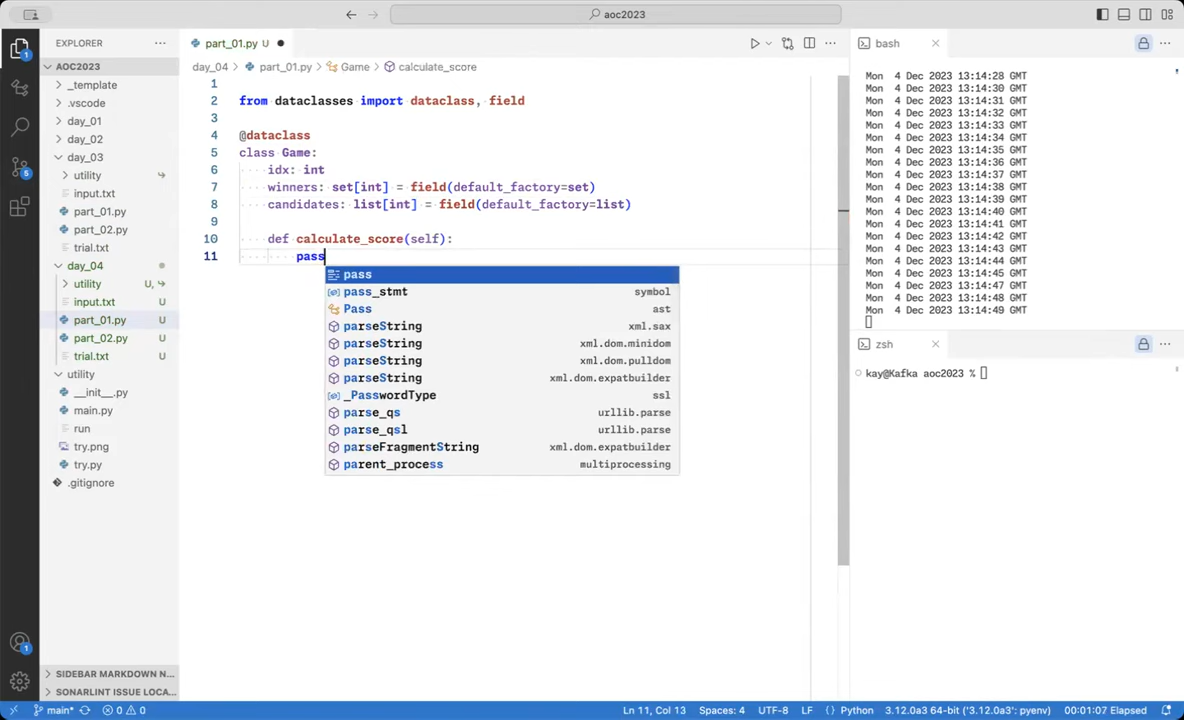 aoc2023
EXPLORER
AOC2023
_template
.vscode
day_01
day_02
day_03
utility
input.txt
part_01.py
part_02.py
trial.txt
day_04
utility U,
input.txt U
part_01.py U
part_02.py U
trial.txt U
utility
__init__.py
main.py
run
try.png
try.py
.gitignore
SIDEBAR MARKDOWN N...
SONARLINT ISSUE LOCA...
1
5
1
part_01.py U
day_04 > part_01.py > Game > calculate_score
1
2 from dataclasses import dataclass, field
3
4 @dataclass
5 class Game:
6 idx: int
7 winners: set[int] = field(default_factory=set)
8 candidates: list[int] = field(default_factory=list)
9
10 def calculate_score(self):
11 pass
pass
pass_stmt symbol
Pass ast
parseString xml.sax
parseString xml.dom.minidom
parseString xml.dom.pulldom
parseString xml.dom.expatbuilder
_PasswordType ssl
parse_qs urllib.parse
parse_qsl urllib.parse
parseFragmentString xml.dom.expatbuilder
parent_process multiprocessing
bash
Mon 4 Dec 2023 13:14:28 GMT
Mon 4 Dec 2023 13:14:30 GMT
Mon 4 Dec 2023 13:14:31 GMT
Mon 4 Dec 2023 13:14:32 GMT
Mon 4 Dec 2023 13:14:33 GMT
Mon 4 Dec 2023 13:14:34 GMT
Mon 4 Dec 2023 13:14:35 GMT
Mon 4 Dec 2023 13:14:36 GMT
Mon 4 Dec 2023 13:14:37 GMT
Mon 4 Dec 2023 13:14:38 GMT
Mon 4 Dec 2023 13:14:39 GMT
Mon 4 Dec 2023 13:14:40 GMT
Mon 4 Dec 2023 13:14:41 GMT
Mon 4 Dec 2023 13:14:42 GMT
Mon 4 Dec 2023 13:14:43 GMT
Mon 4 Dec 2023 13:14:44 GMT
Mon 4 Dec 2023 13:14:45 GMT
Mon 4 Dec 2023 13:14:47 GMT
Mon 4 Dec 2023 13:14:48 GMT
Mon 4 Dec 2023 13:14:49 GMT
zsh
kay@Kafka aoc2023 %
main* 0 0 Ln 11, Col 13 Spaces: 4 UTF-8 LF {} Python 3.12.0a3 64-bit ('3.12.0a3': pyenv) 00:01:07 Elapsed